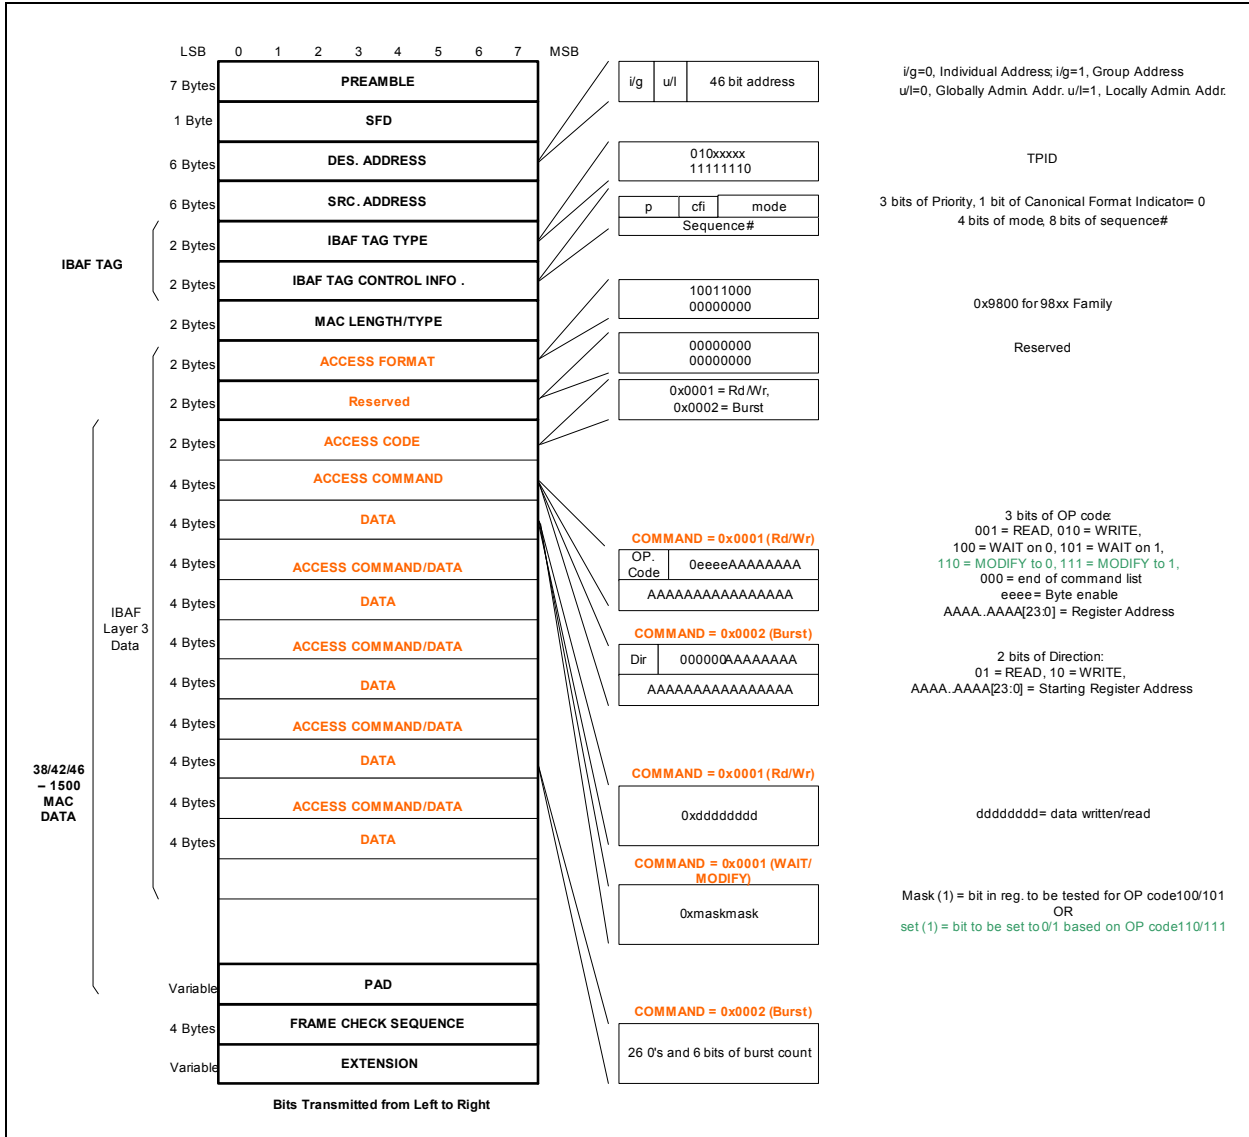 LSB 0 1 2 3 4 5 6 7 MSB
7 Bytes PREAMBLE
1 Byte SFD
6 Bytes DES. ADDRESS
6 Bytes SRC. ADDRESS
IBAF TAG
2 Bytes IBAF TAG TYPE
2 Bytes IBAF TAG CONTROL INFO .
2 Bytes MAC LENGTH/TYPE
2 Bytes ACCESS FORMAT
2 Bytes Reserved
2 Bytes ACCESS CODE
4 Bytes ACCESS COMMAND
4 Bytes DATA
4 Bytes ACCESS COMMAND/DATA
4 Bytes DATA
IBAF
Layer 3
Data
4 Bytes ACCESS COMMAND/DATA
4 Bytes DATA
4 Bytes ACCESS COMMAND/DATA
4 Bytes DATA
4 Bytes ACCESS COMMAND/DATA
4 Bytes DATA
38/42/46
– 1500
MAC
DATA
Variable PAD
4 Bytes FRAME CHECK SEQUENCE
Variable EXTENSION
Bits Transmitted from Left to Right
i/g u/l 46 bit address
i/g=0, Individual Address; i/g=1, Group Address
u/l=0, Globally Admin. Addr. u/l=1, Locally Admin. Addr.
010xxxxx
11111110
TPID
p cfi mode
Sequence#
3 bits of Priority, 1 bit of Canonical Format Indicator= 0
4 bits of mode, 8 bits of sequence#
10011000
00000000
0x9800 for 98xx Family
00000000
00000000
Reserved
0x0001 = Rd/Wr,
0x0002 = Burst
COMMAND = 0x0001 (Rd/Wr)
OP.
Code
0eeeeAAAAAAAA
AAAAAAAAAAAAAAAA
3 bits of OP code:
001 = READ, 010 = WRITE,
100 = WAIT on 0, 101 = WAIT on 1,
110 = MODIFY to 0, 111 = MODIFY to 1,
000 = end of command list
eeee = Byte enable
AAAA..AAAA[23:0] = Register Address
COMMAND = 0x0002 (Burst)
Dir 000000AAAAAAAA
AAAAAAAAAAAAAAAA
2 bits of Direction:
01 = READ, 10 = WRITE,
AAAA..AAAA[23:0] = Starting Register Address
COMMAND = 0x0001 (Rd/Wr)
0xdddddddd
dddddddd= data written/read
COMMAND = 0x0001 (WAIT/
MODIFY)
0xmaskmask
Mask (1) = bit in reg. to be tested for OP code100/101
OR
set (1) = bit to be set to 0/1 based on OP code110/111
COMMAND = 0x0002 (Burst)
26 0's and 6 bits of burst count